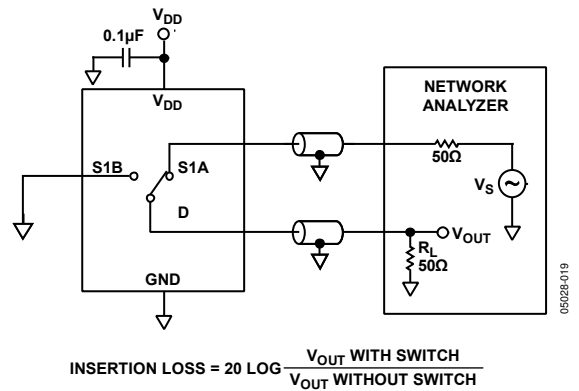 V_DD
0.1µF
V_DD
NETWORK
ANALYZER
S1B
S1A
50Ω
V_S
D
V_OUT
R_L
50Ω
GND
05028-019
INSERTION LOSS = 20 LOG V_OUT WITH SWITCH
V_OUT WITHOUT SWITCH